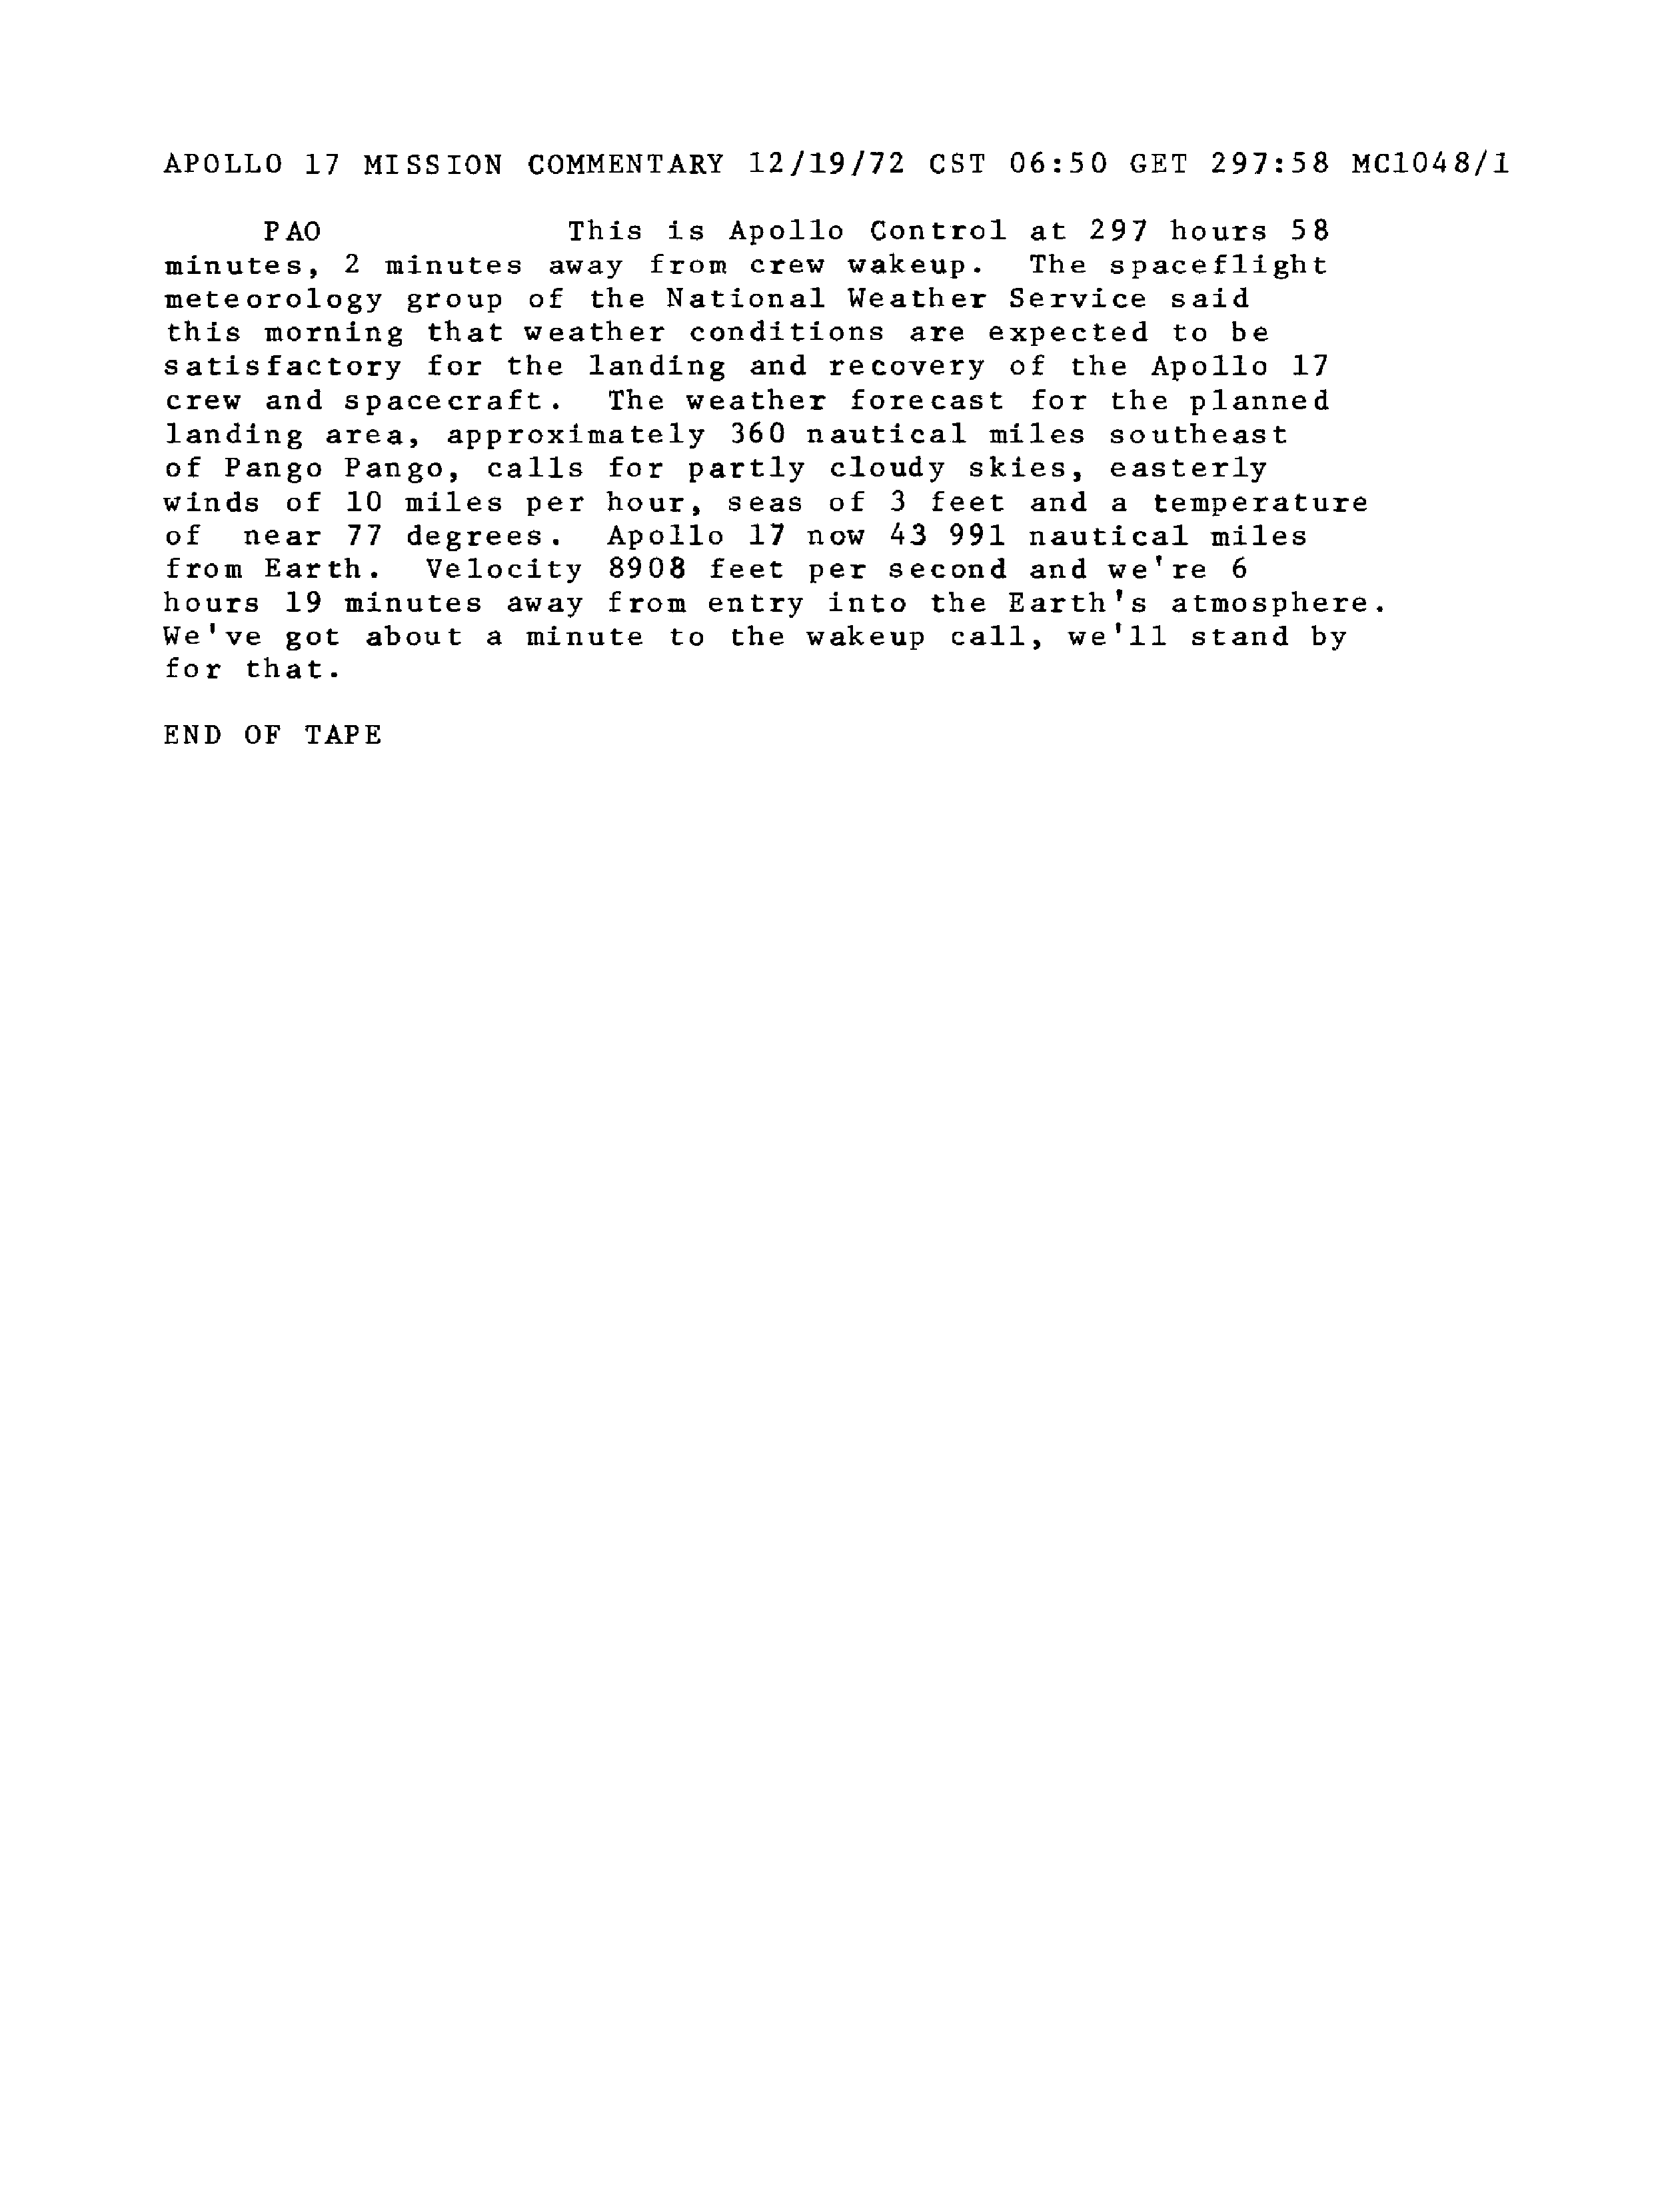 APOLLO 17 MISSION COMMENTARY 12/19/72 CST 06:50 GET 297:58 MC1048/1
PAO This is Apollo Control at 297 hours 58
minutes, 2 minutes away from crew wakeup. The spaceflight
meteorology group of the National Weather Service said
this morning that weather conditions are expected to be
satisfactory for the landing and recovery of the Apollo 17
crew and spacecraft. The weather forecast for the planned
landing area, approximately 360 nautical miles southeast
of Pango Pango, calls for partly cloudy skies, easterly
winds of 10 miles per hour, seas of 3 feet and a temperature
of near 77 degrees. Apollo 17 now 43 991 nautical miles
from Earth. Velocity 8908 feet per second and we're 6
hours 19 minutes away from entry into the Earth's atmosphere.
We've got about a minute to the wakeup call, we'll stand by
for that.
END OF TAPE